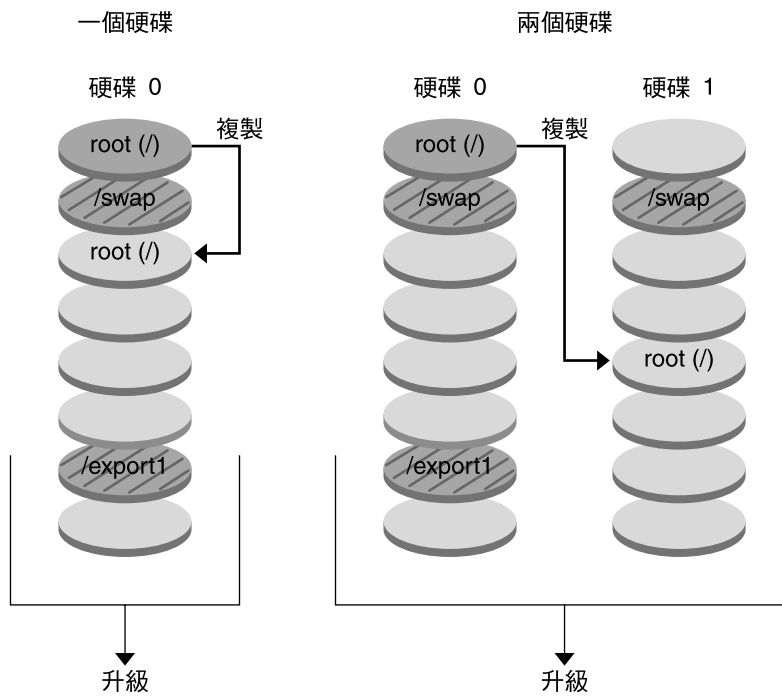 一個硬碟
硬碟 0
root (/)
複製
/swap
root (/)
/export1
升級
兩個硬碟
硬碟 0
硬碟 1
root (/)
複製
/swap
/swap
root (/)
/export1
升級